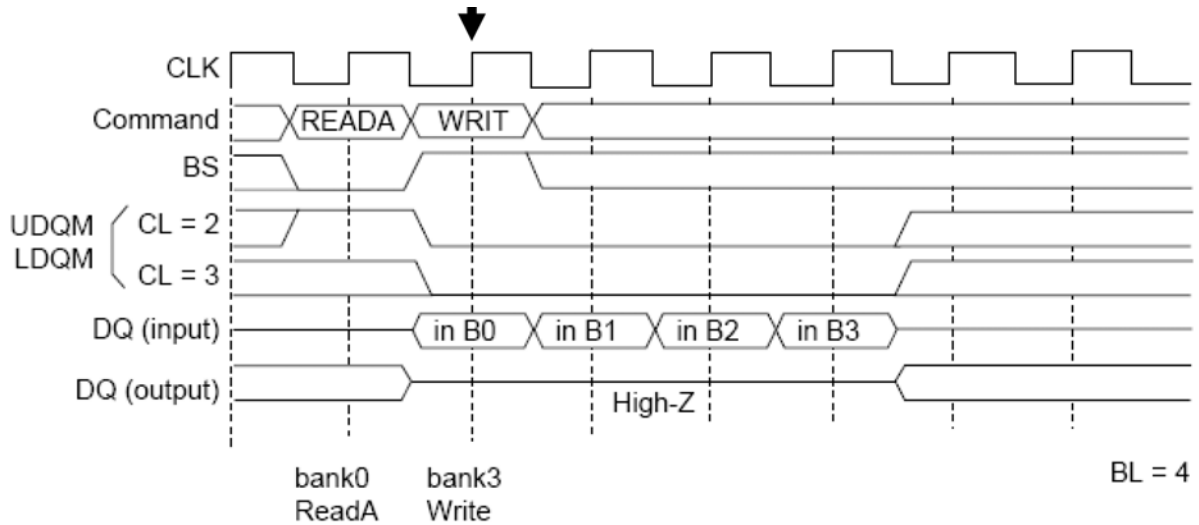 CLK
Command READA WRIT
BS
UDQM CL = 2
LDQM
CL = 3
DQ (input) in B0 in B1 in B2 in B3
DQ (output)
High-Z
bank0 bank3
ReadA Write
BL = 4